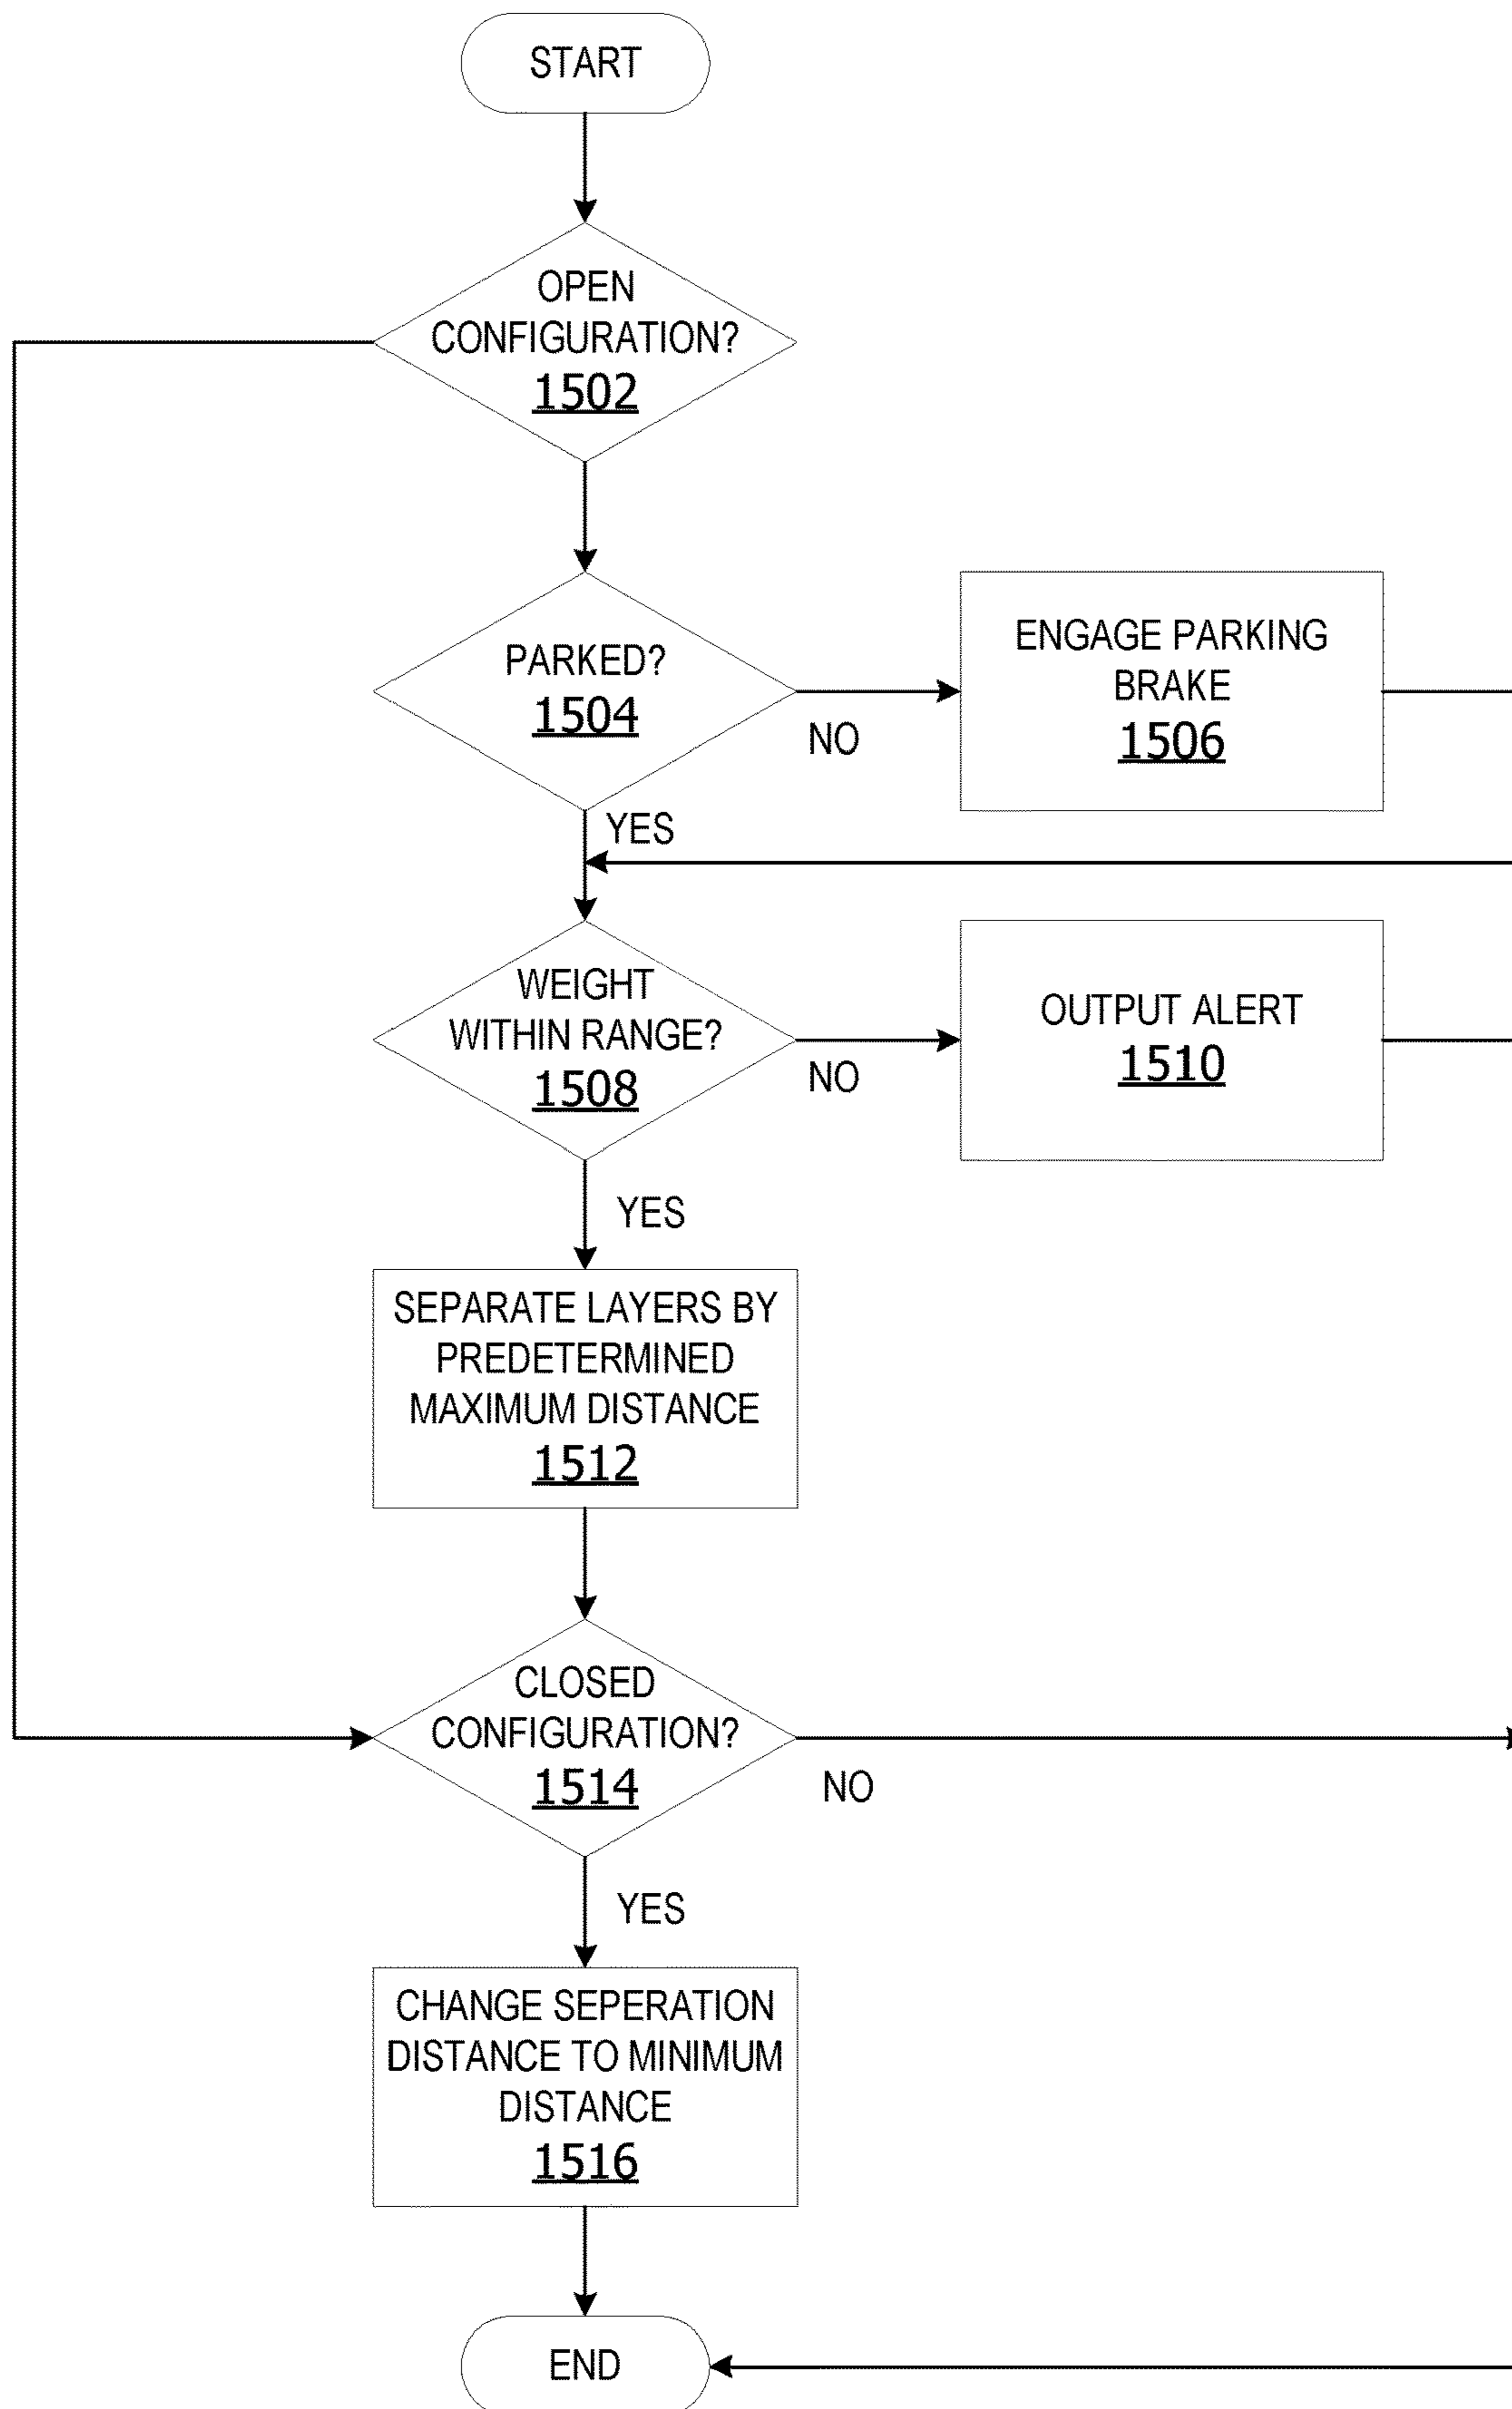 START
OPEN
CONFIGURATION?
1502
PARKED?
1504
NO
YES
ENGAGE PARKING
BRAKE
1506
WEIGHT
WITHIN RANGE?
1508
NO
YES
OUTPUT ALERT
1510
SEPARATE LAYERS BY
PREDETERMINED
MAXIMUM DISTANCE
1512
CLOSED
CONFIGURATION?
1514
NO
YES
CHANGE SEPERATION
DISTANCE TO MINIMUM
DISTANCE
1516
END